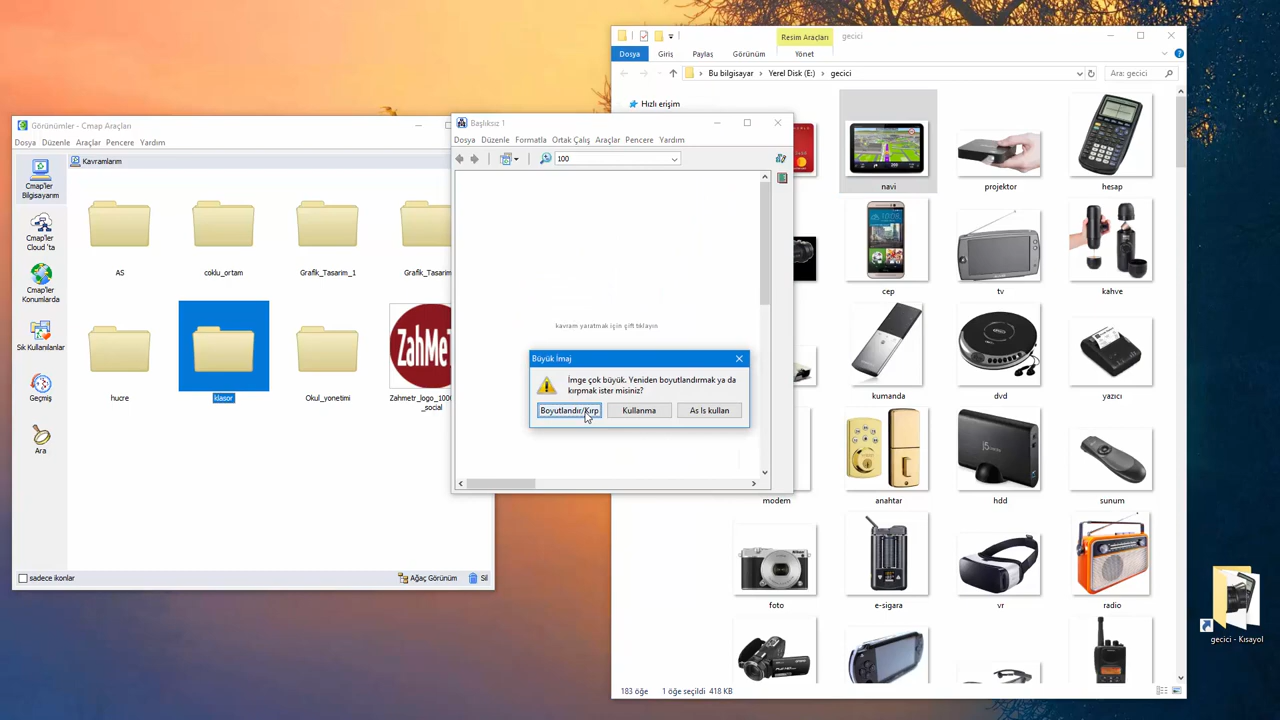 Görünümler - Cmap Araçları
Dosya Düzenle Araçlar Pencere Yardım
Cmap'ler Bilgisayarım
Cmap'ler Cloud 'ta
Cmap'ler Konumlarda
Sık Kullanılanlar
Geçmiş
Ara
Kavramlarım
AS
coklu_ortam
Grafik_Tasarim_1
Grafik_Tasarim
hucre
klasor
Okul_yonetimi
ZahMeT
Zahmetr_logo_100
_social
sadece ikonlar
Ağaç Görünüm
Sil
Başlıksız 1
Dosya Düzenle Formatla Ortak Çalış Araçlar Pencere Yardım
100
kavram yaratmak için çift tıklayın
Büyük İmaj
İmge çok büyük. Yeniden boyutlandırmak ya da
kırpmak ister misiniz?
Boyutlandır/Kırp
Kullanma
As Is kullan
Resim Araçları
gecici
Dosya Giriş Paylaş Görünüm Yönet
Bu bilgisayar
Yerel Disk (E:)
gecici
Ara: gecici
Hızlı erişim
navi
projektor
hesap
cep
tv
kahve
kumanda
dvd
yazıcı
modem
anahtar
hdd
sunum
foto
e-sigara
vr
radio
183 öğe
1 öğe seçildi 418 KB
gecici - Kısayol